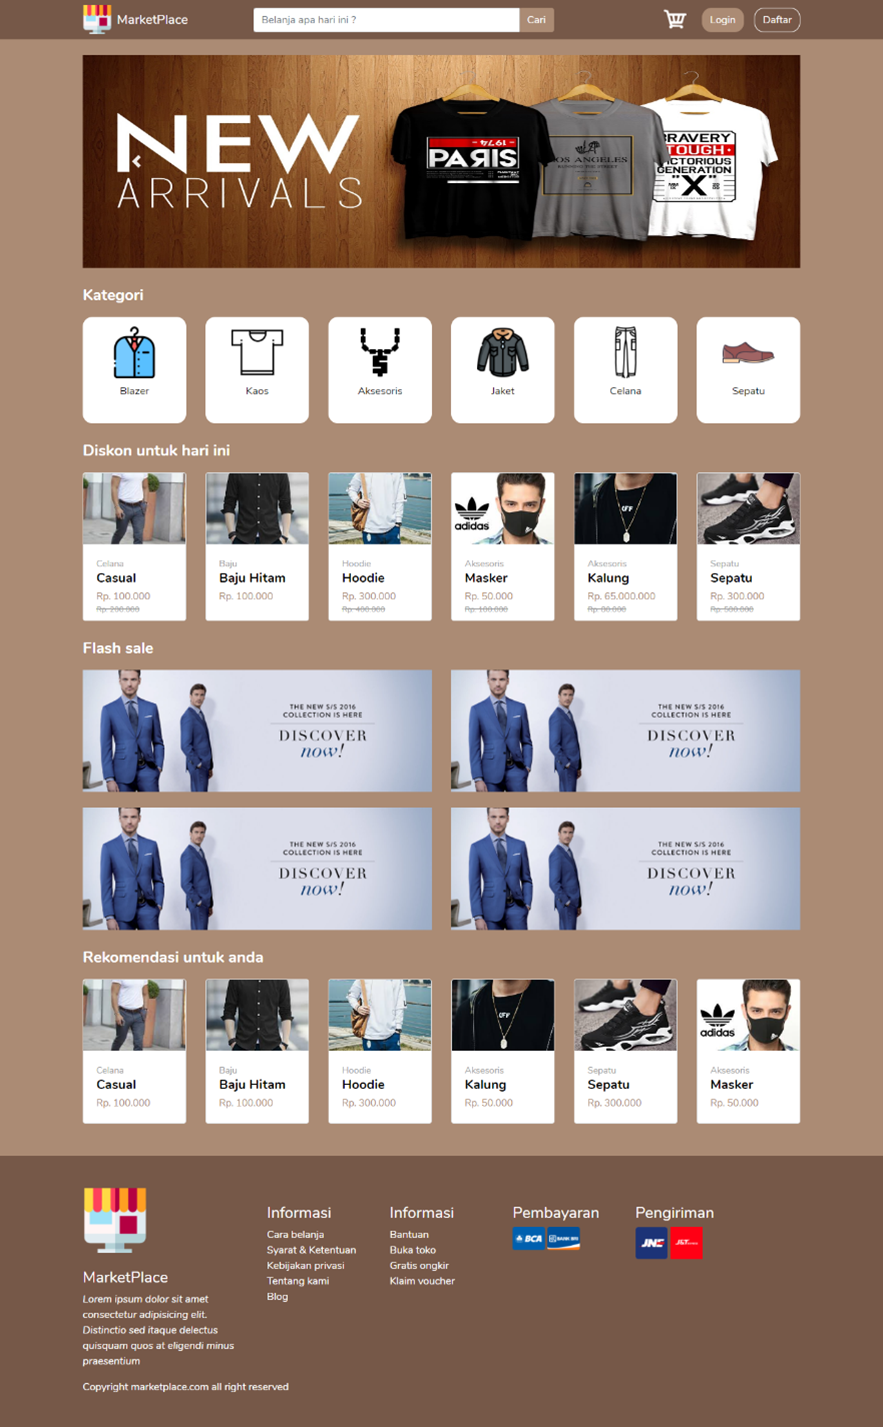 MarketPlace
Belanja apa hari ini ?
Cari
Login
Daftar
NEW
ARRIVALS
1974
PARIS
LOS ANGELES
BRAVERY
TOUGH
VICTORIOUS
GENERATION
"X"
Kategori
Blazer
Kaos
Aksesoris
Jaket
Celana
Sepatu
Diskon untuk hari ini
adidas
OFF
Celana
Casual
Rp. 100.000
Rp. 200.000
Baju
Baju Hitam
Rp. 100.000
Hoodie
Hoodie
Rp. 300.000
Rp. 400.000
Aksesoris
Masker
Rp. 50.000
Rp. 100.000
Aksesoris
Kalung
Rp. 65.000.000
Rp. 80.000
Sepatu
Sepatu
Rp. 300.000
Rp. 500.000
Flash sale
THE NEW S/S 2016
COLLECTION IS HERE
DISCOVER
now!
THE NEW S/S 2016
COLLECTION IS HERE
DISCOVER
now!
THE NEW S/S 2016
COLLECTION IS HERE
DISCOVER
now!
THE NEW S/S 2016
COLLECTION IS HERE
DISCOVER
now!
Rekomendasi untuk anda
OFF
adidas
Celana
Casual
Rp. 100.000
Baju
Baju Hitam
Rp. 100.000
Hoodie
Hoodie
Rp. 300.000
Aksesoris
Kalung
Rp. 50.000
Sepatu
Sepatu
Rp. 300.000
Aksesoris
Masker
Rp. 50.000
MarketPlace
Lorem ipsum dolor sit amet
consectetur adipisicing elit.
Distinctio sed itaque delectus
quisquam quos at eligendi minus
praesentium
Copyright marketplace.com all right reserved
Informasi
Cara belanja
Syarat & Ketentuan
Kebijakan privasi
Tentang kami
Blog
Informasi
Bantuan
Buka toko
Gratis ongkir
Klaim voucher
Pembayaran
BCA
BANK BRI
Pengiriman
JNE
J&T